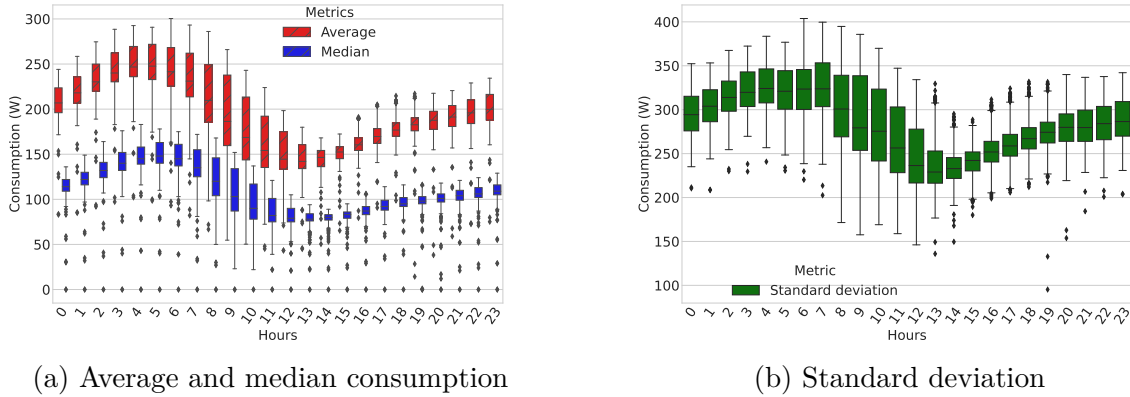 Metrics
Average
Median
300
250
200
150
100
50
0
Consumption (W)
0 1 2 3 4 5 6 7 8 9 10 11 12 13 14 15 16 17 18 19 20 21 22 23
Hours
(a) Average and median consumption
400
350
300
250
200
150
100
Consumption (W)
Metric
Standard deviation
0 1 2 3 4 5 6 7 8 9 10 11 12 13 14 15 16 17 18 19 20 21 22 23
Hours
(b) Standard deviation